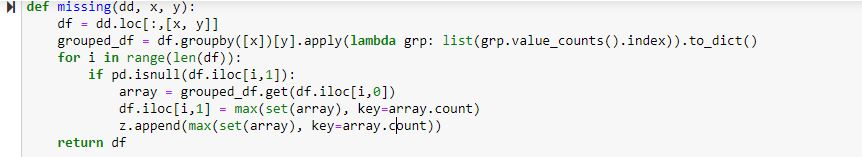 def missing(dd, x, y):
    df = dd.loc[:,[x, y]]
    grouped_df = df.groupby([x])[y].apply(lambda grp: list(grp.value_counts().index)).to_dict()
    for i in range(len(df)):
        if pd.isnull(df.iloc[i,1]):
            array = grouped_df.get(df.iloc[i,0])
            df.iloc[i,1] = max(set(array), key=array.count)
            z.append(max(set(array), key=array.count))
    return df